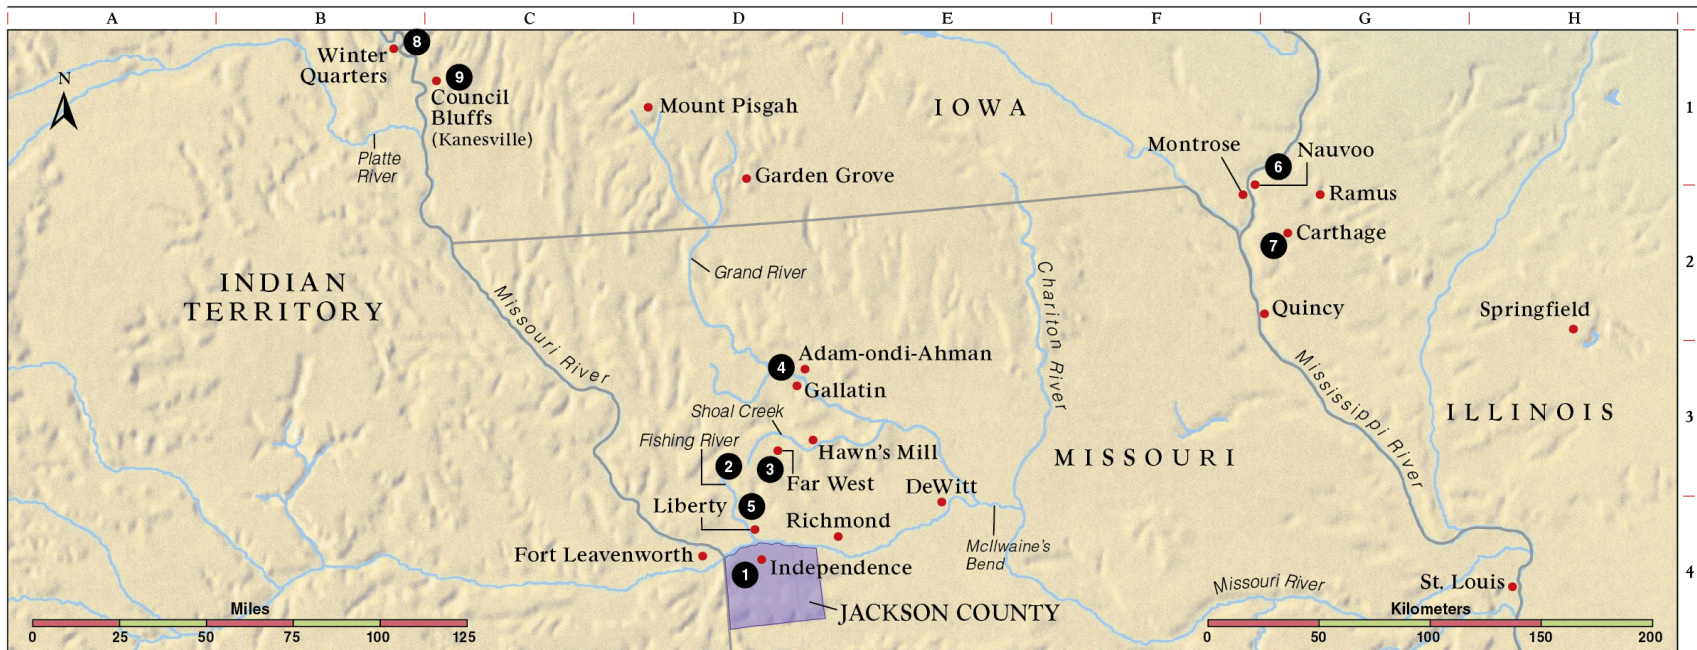 A B C D E F G H
N
8
Winter
Quarters
9
Council
Bluffs
(Kanesville)
Mount Pisgah
IOWA
1
Platte
River
Montrose
6
Nauvoo
Garden Grove
Ramus
7
Carthage
2
INDIAN
TERRITORY
Grand River
Missouri River
Chariton River
Quincy
Springfield
Mississippi River
4
Adam-ondi-Ahman
Gallatin
Shoal Creek
3
ILLINOIS
Fishing River
2
3
Hawn's Mill
Far West
MISSOURI
DeWitt
Liberty
5
Richmond
McIlwaine's
Bend
Fort Leavenworth
1
Independence
4
Missouri River
St. Louis
JACKSON COUNTY
Miles
0 25 50 75 100 125
Kilometers
0 50 100 150 200